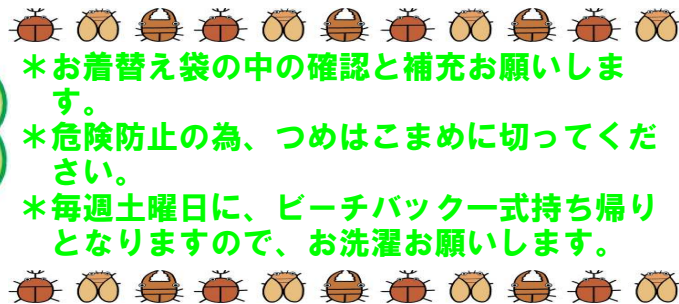 ＊お着替え袋の中の確認と補充お願いしま
す。
＊危険防止の為、つめはこまめに切ってくだ
さい。
＊毎週土曜日に、ビーチバック一式持ち帰り
となりますので、お洗濯お願いします。